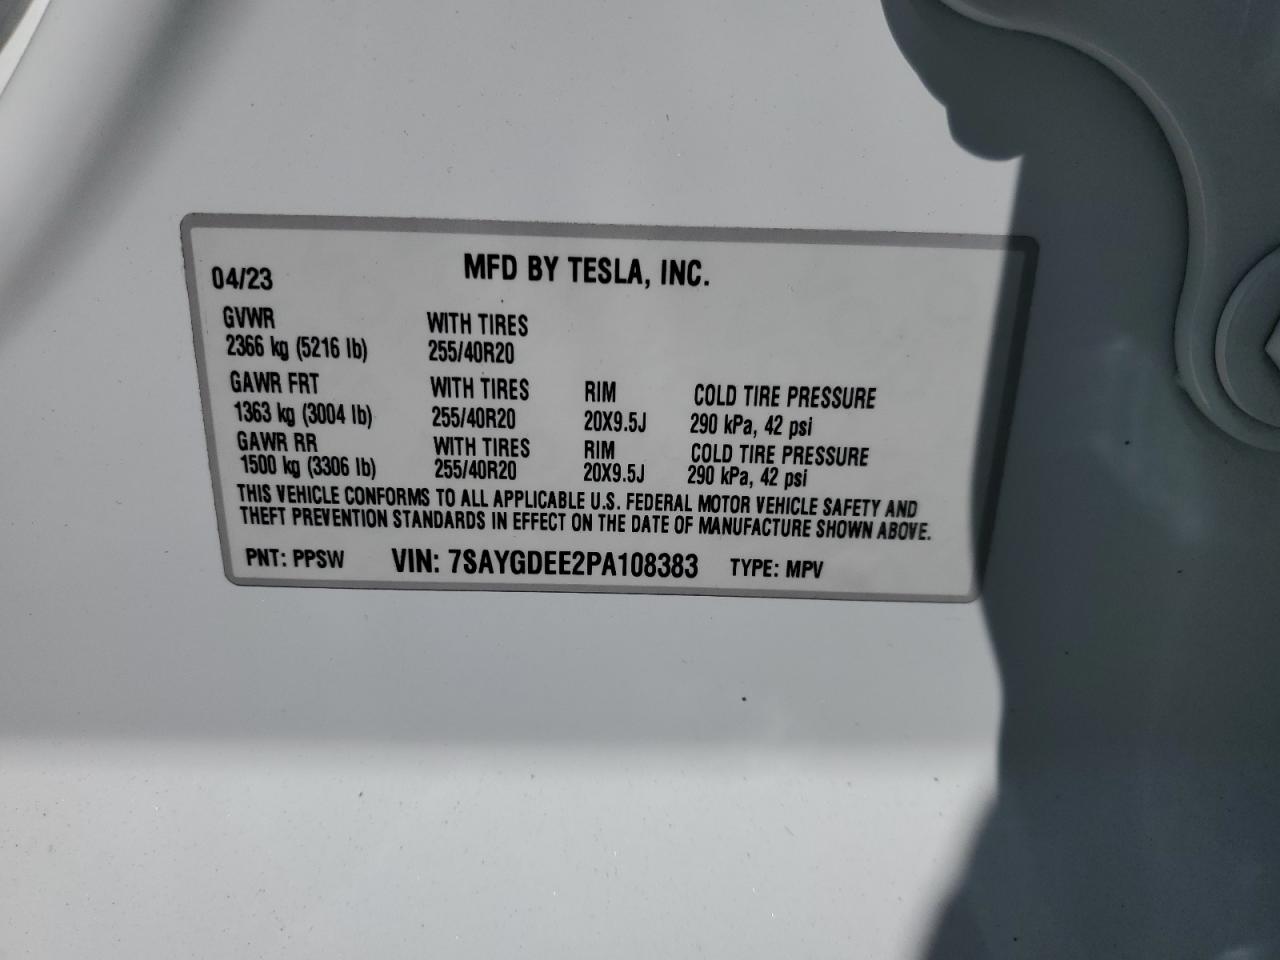 MFD BY TESLA, INC.
04/23
GVWR WITH TIRES
2366 kg (5216 lb) 255/40R20
GAWR FRT WITH TIRES RIM COLD TIRE PRESSURE
1363 kg (3004 lb) 255/40R20 20X9.5J 290 kPa, 42 psi
GAWR RR WITH TIRES RIM COLD TIRE PRESSURE
1500 kg (3306 lb) 255/40R20 20X9.5J 290 kPa, 42 psi
THIS VEHICLE CONFORMS TO ALL APPLICABLE U.S. FEDERAL MOTOR VEHICLE SAFETY AND
THEFT PREVENTION STANDARDS IN EFFECT ON THE DATE OF MANUFACTURE SHOWN ABOVE.
PNT: PPSW VIN: 7SAYGDEE2PA108383 TYPE: MPV